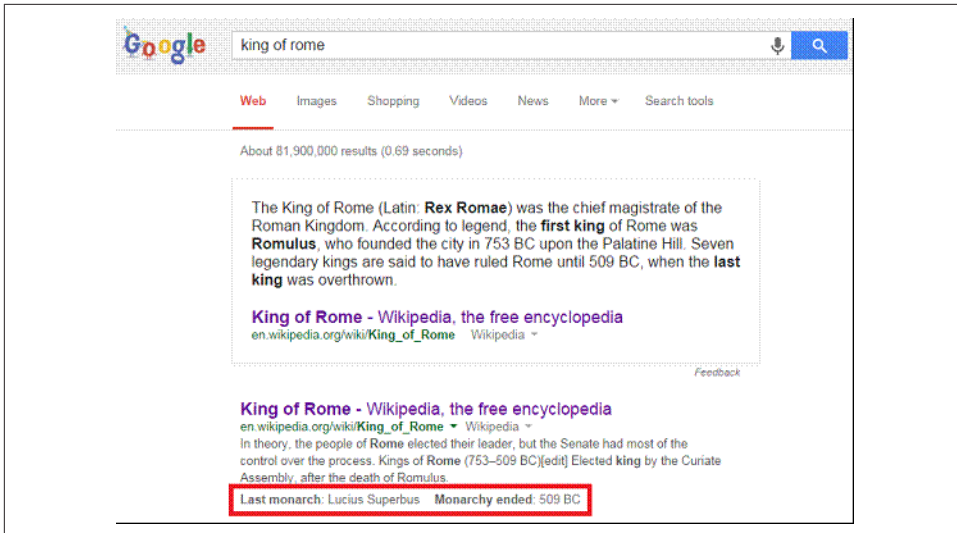 Google
king of rome
Web Images Shopping Videos News More Search tools
About 81,900,000 results (0.69 seconds)
The King of Rome (Latin: Rex Romae) was the chief magistrate of the
Roman Kingdom. According to legend, the first king of Rome was
Romulus, who founded the city in 753 BC upon the Palatine Hill. Seven
legendary kings are said to have ruled Rome until 509 BC, when the last
king was overthrown.
King of Rome - Wikipedia, the free encyclopedia
en.wikipedia.org/wiki/King_of_Rome Wikipedia
Feedback
King of Rome - Wikipedia, the free encyclopedia
en.wikipedia.org/wiki/King_of_Rome Wikipedia
In theory, the people of Rome elected their leader, but the Senate had most of the
control over the process. Kings of Rome (753–509 BC)[edit] Elected king by the Curiate
Assembly, after the death of Romulus.
Last monarch: Lucius Superbus Monarchy ended: 509 BC